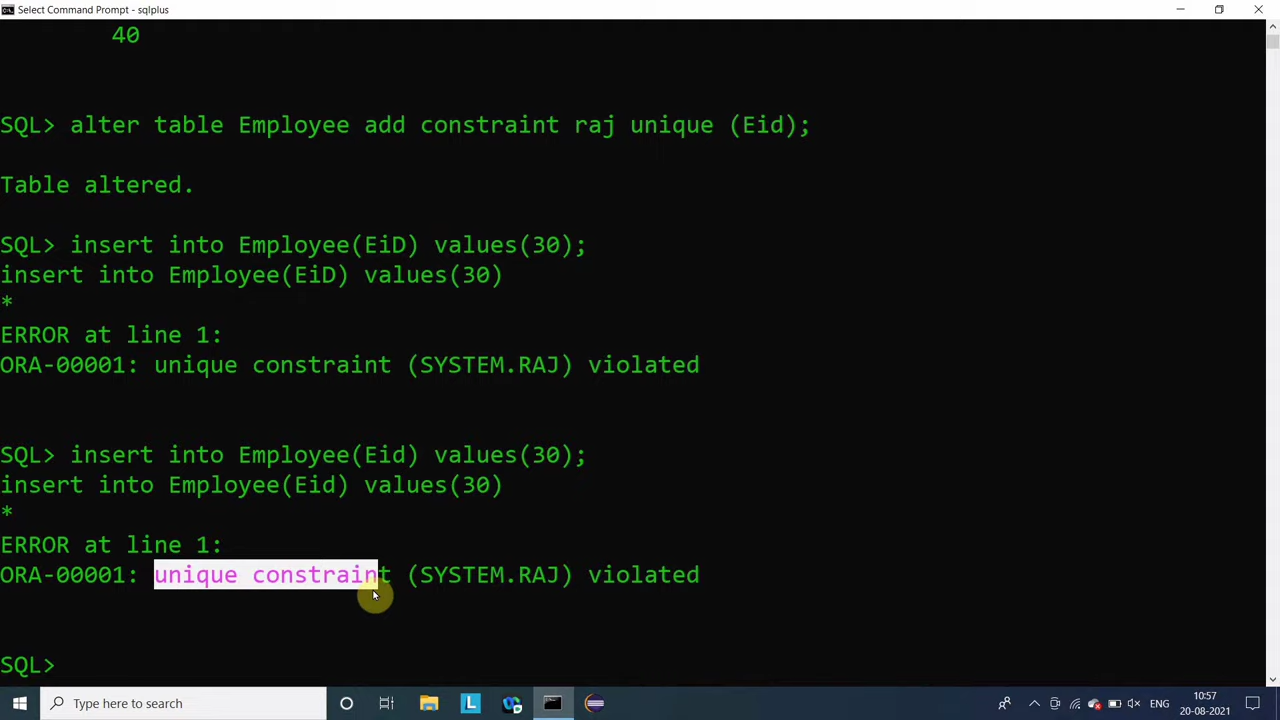 Select Command Prompt - sqlplus
40
SQL> alter table Employee add constraint raj unique (Eid);
Table altered.
SQL> insert into Employee(EiD) values(30);
insert into Employee(EiD) values(30)
*
ERROR at line 1:
ORA-00001: unique constraint (SYSTEM.RAJ) violated
SQL> insert into Employee(Eid) values(30);
insert into Employee(Eid) values(30)
*
ERROR at line 1:
ORA-00001: unique constraint (SYSTEM.RAJ) violated
SQL>
Type here to search
L
ENG
10:57
20-08-2021